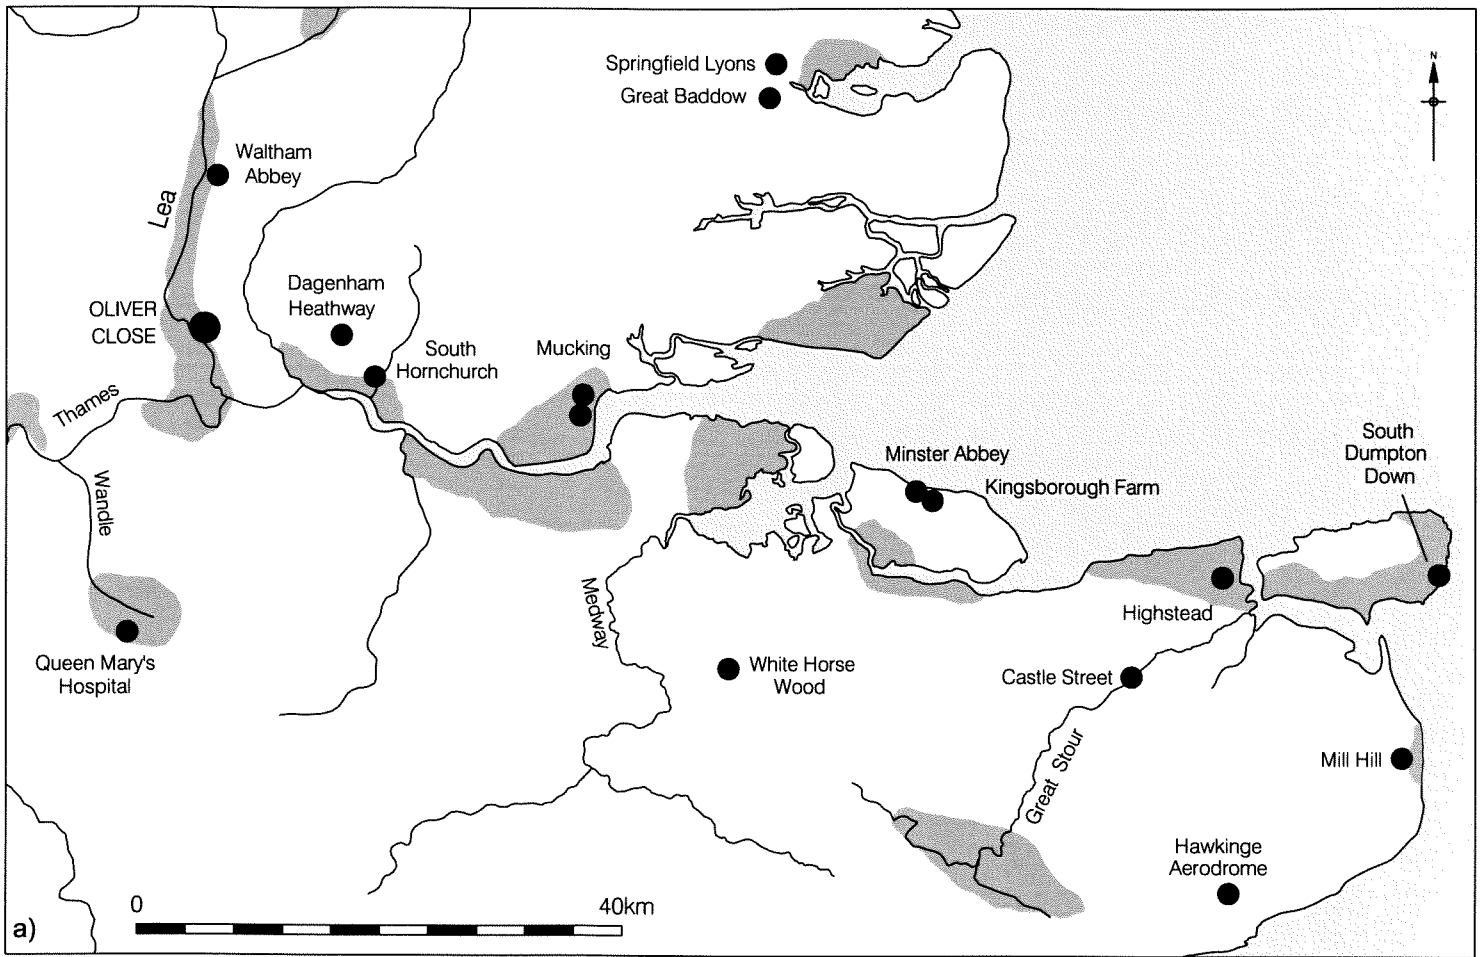 N
Springfield Lyons
Great Baddow
Waltham
Abbey
Lea
Dagenham
Heathway
OLIVER
CLOSE
South
Hornchurch
Mucking
Thames
Wandle
South
Dumpton
Down
Minster Abbey
Kingsborough Farm
Medway
Highstead
Queen Mary's
Hospital
White Horse
Wood
Castle Street
Great Stour
Mill Hill
Hawkinge
Aerodrome
0
40km
a)